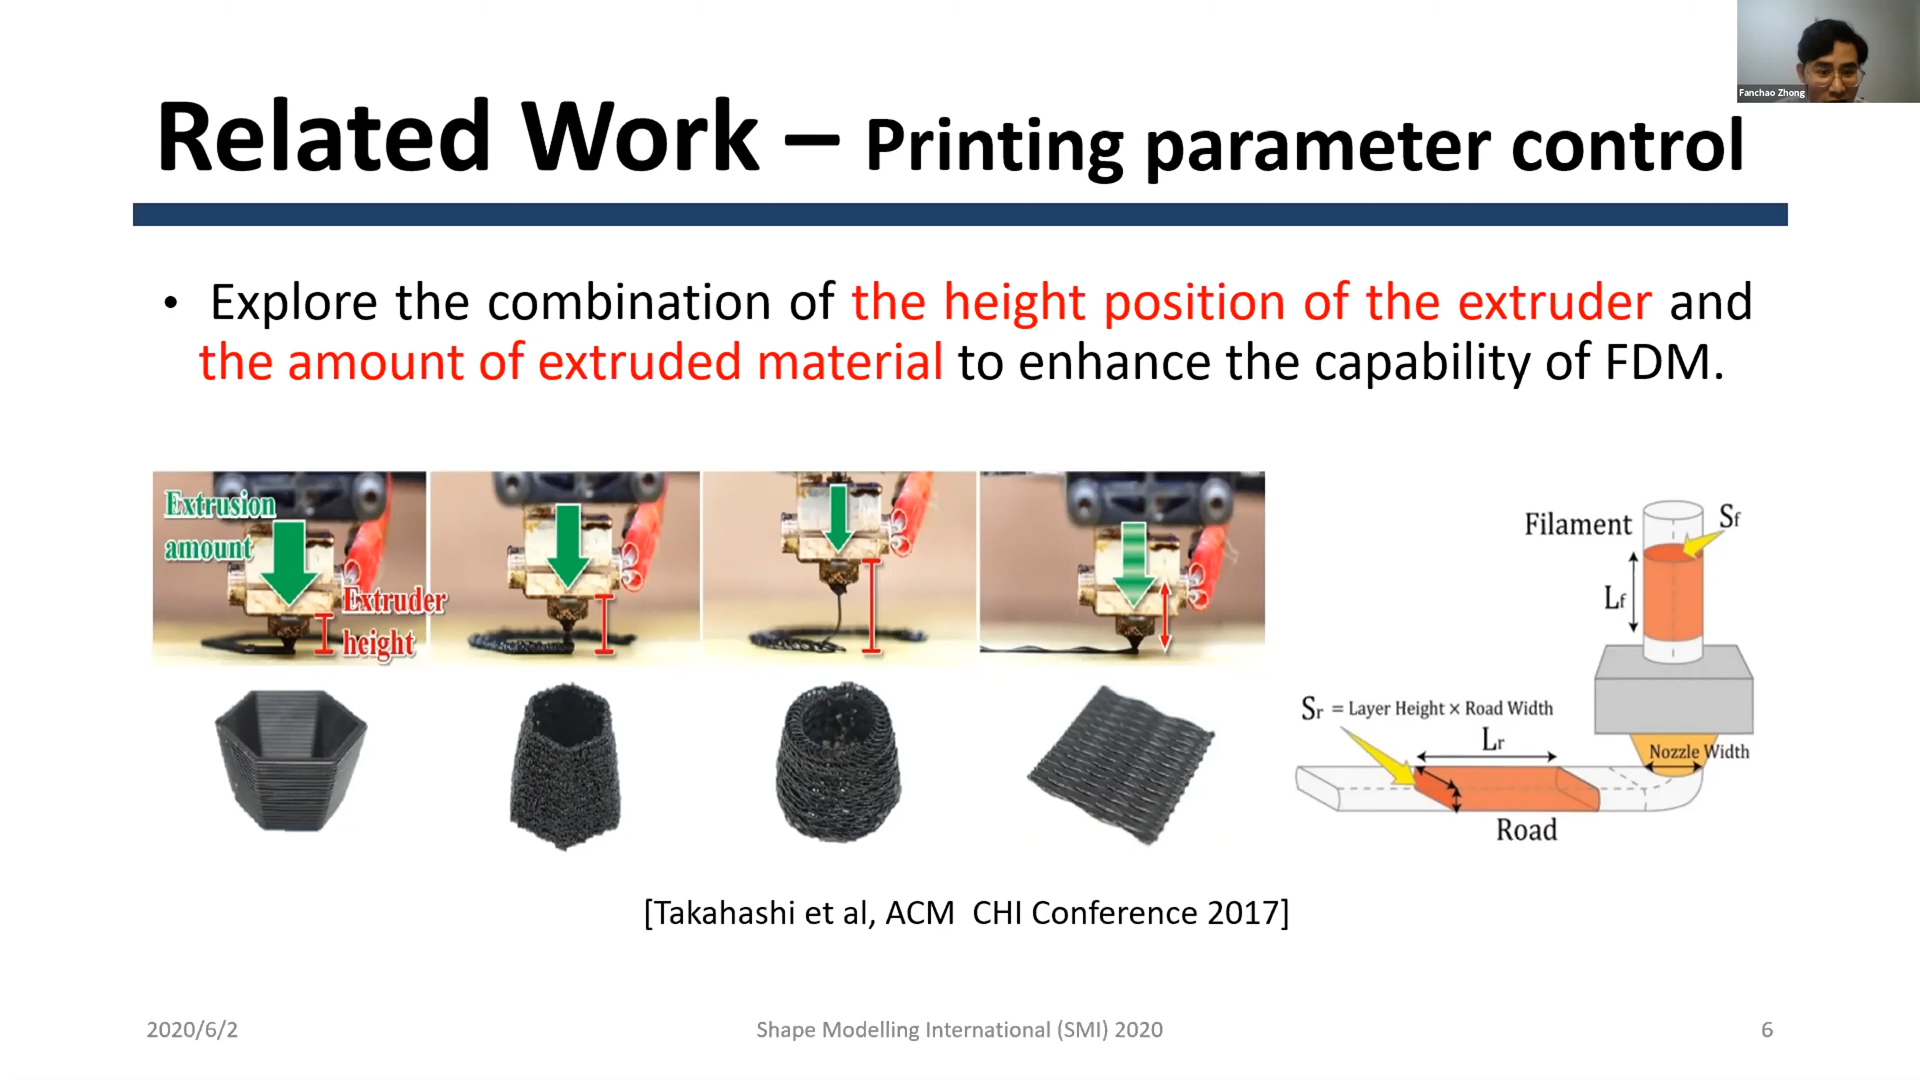 Fanchao Zhong
Related Work – Printing parameter control
• Explore the combination of the height position of the extruder and
the amount of extruded material to enhance the capability of FDM.
Extrusion
amount
Extruder
height
Filament
Sf
Lf
Sr = Layer Height × Road Width
Lr
Nozzle Width
Road
[Takahashi et al, ACM CHI Conference 2017]
2020/6/2
Shape Modelling International (SMI) 2020
6